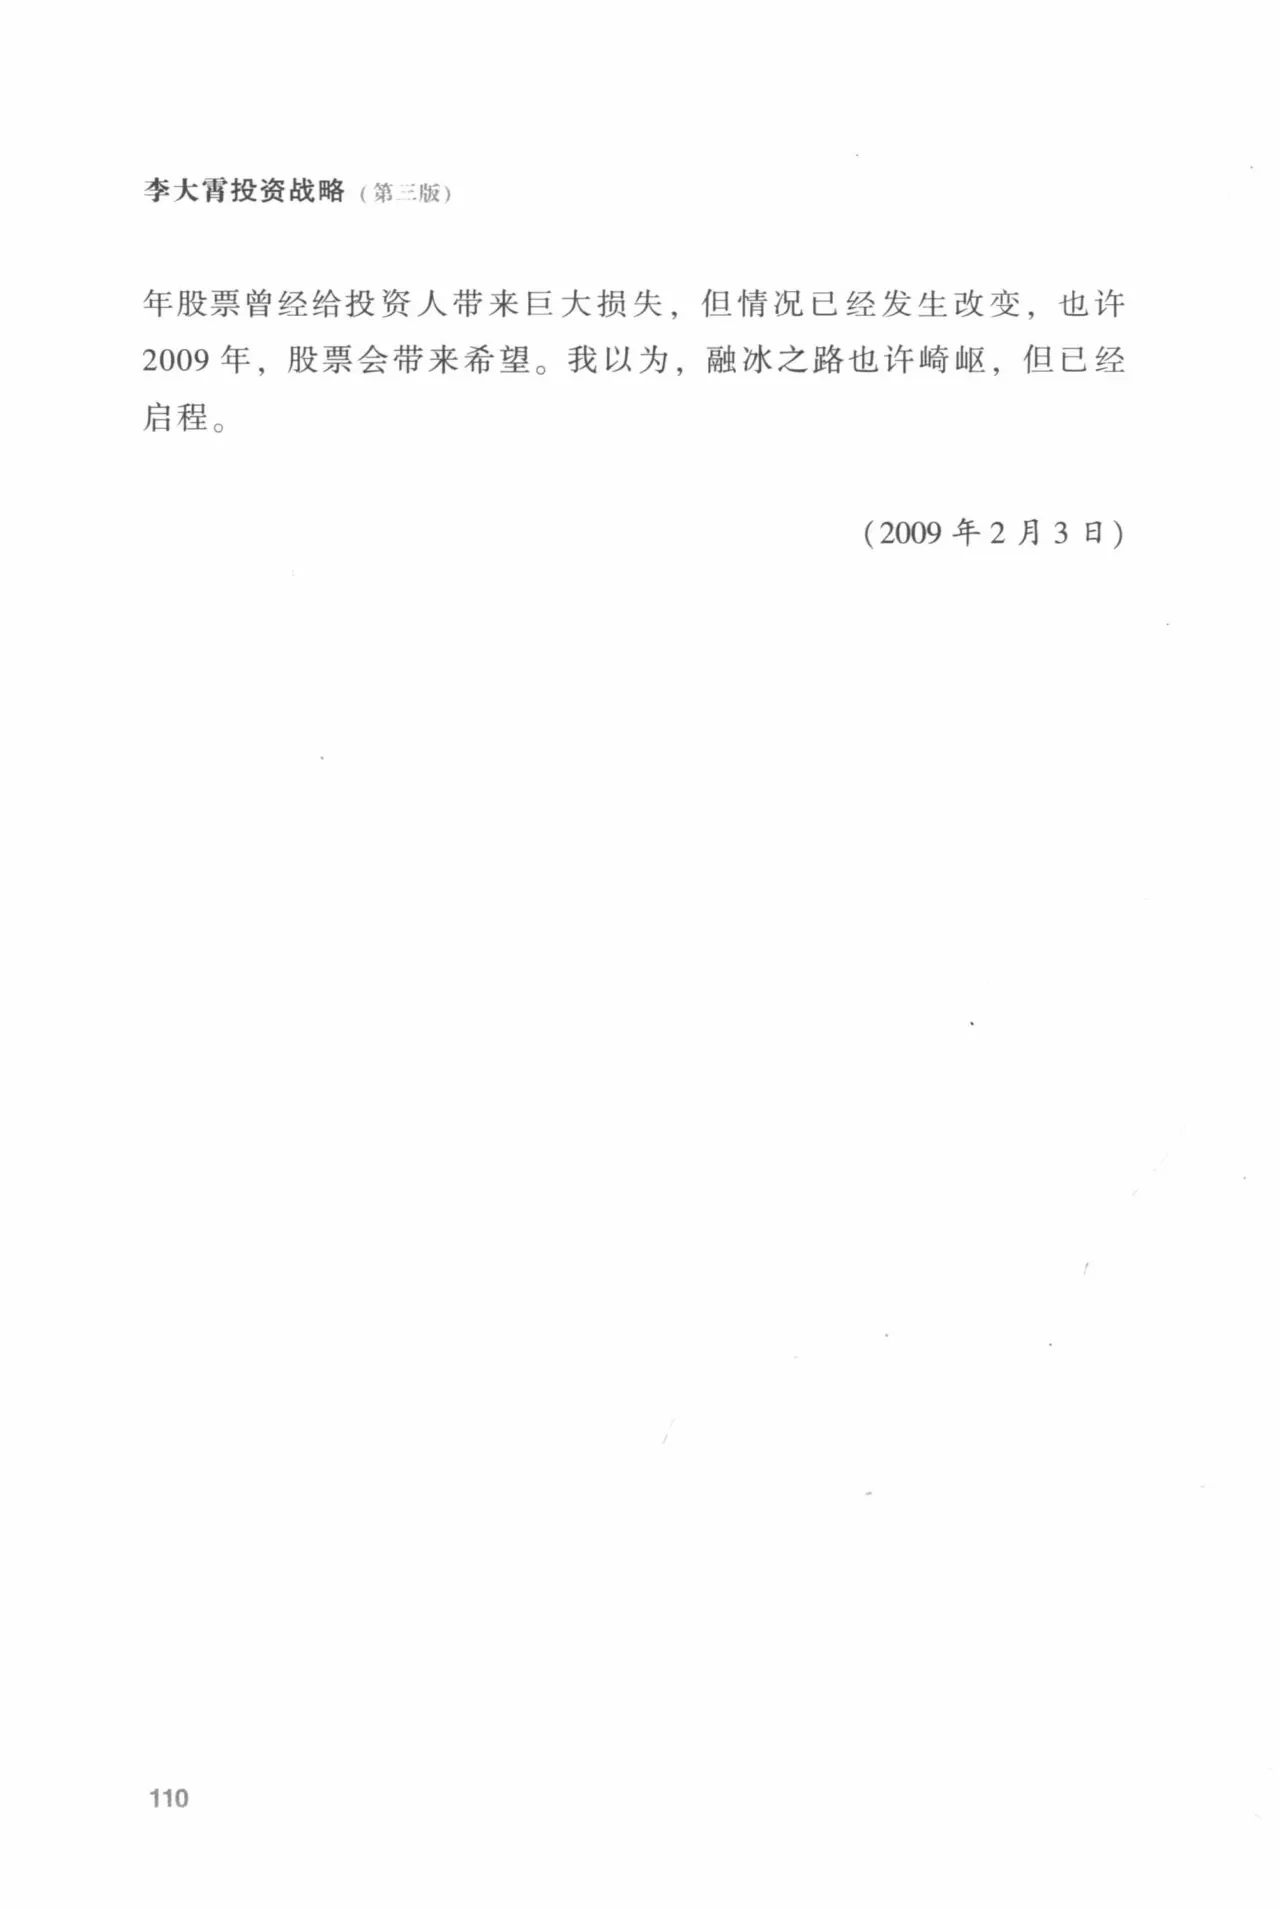 李大霄投资战略（第三版）
年股票曾经给投资人带来巨大损失，但情况已经发生改变，也许
2009 年，股票会带来希望。我以为，融冰之路也许崎岖，但已经
启程。
（2009 年 2 月 3 日）
110